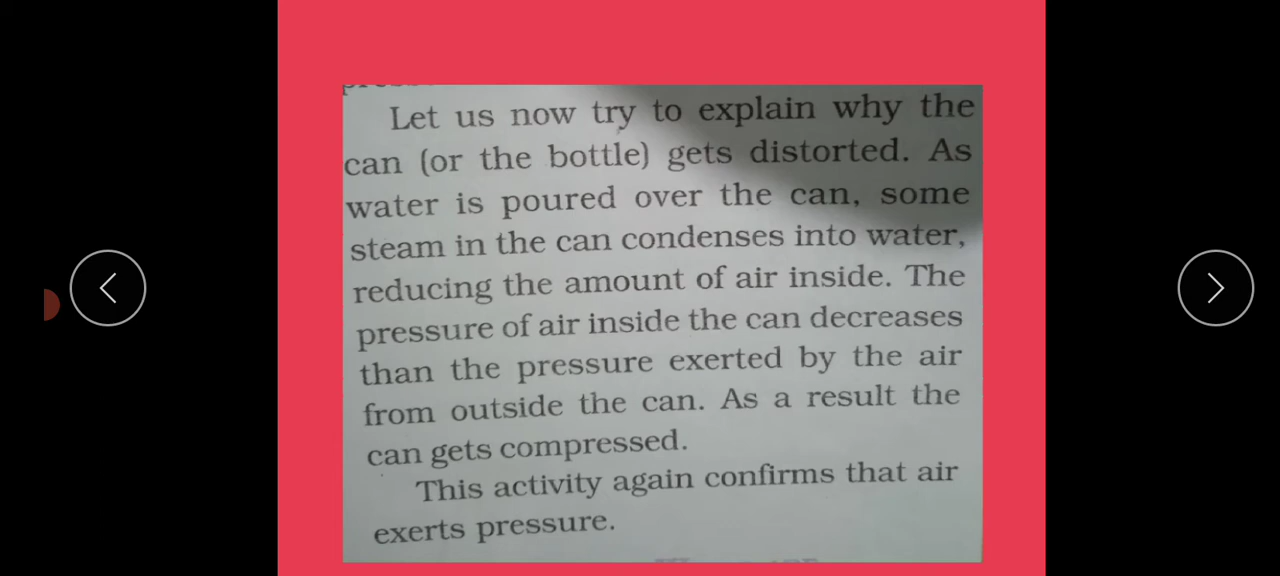 Let us now try to explain why the
can (or the bottle) gets distorted. As
water is poured over the can, some
steam in the can condenses into water,
reducing the amount of air inside. The
pressure of air inside the can decreases
than the pressure exerted by the air
from outside the can. As a result the
can gets compressed.
This activity again confirms that air
exerts pressure.